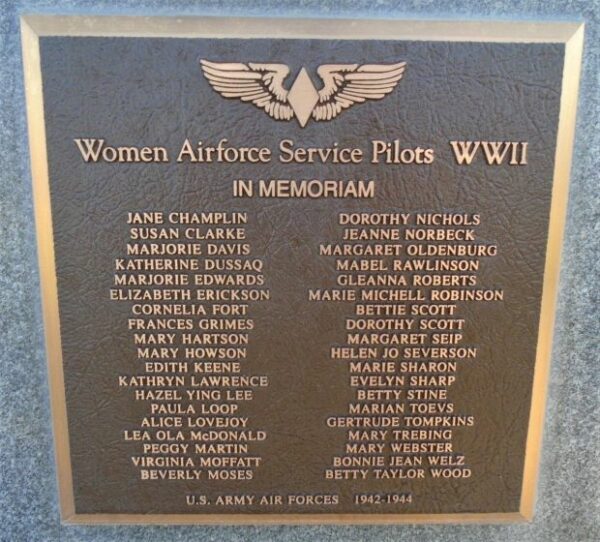 Women Airforce Service Pilots WWII
IN MEMORIAM
JANE CHAMPLIN
SUSAN CLARKE
MARJORIE DAVIS
KATHERINE DUSSAQ
MARJORIE EDWARDS
ELIZABETH ERICKSON
CORNELIA FORT
FRANCES GRIMES
MARY HARTSON
MARY HOWSON
EDITH KEENE
KATHRYN LAWRENCE
HAZEL YING LEE
PAULA LOOP
ALICE LOVEJOY
LEA OLA McDONALD
PEGGY MARTIN
VIRGINIA MOFFATT
BEVERLY MOSES
DOROTHY NICHOLS
JEANNE NORBECK
MARGARET OLDENBURG
MABEL RAWLINSON
GLEANNA ROBERTS
MARIE MICHELL ROBINSON
BETTIE SCOTT
DOROTHY SCOTT
MARGARET SEIP
HELEN JO SEVERSON
MARIE SHARON
EVELYN SHARP
BETTY STINE
MARIAN TOEVS
GERTRUDE TOMPKINS
MARY TREBING
MARY WEBSTER
BONNIE JEAN WELZ
BETTY TAYLOR WOOD
U.S. ARMY AIR FORCES 1942-1944